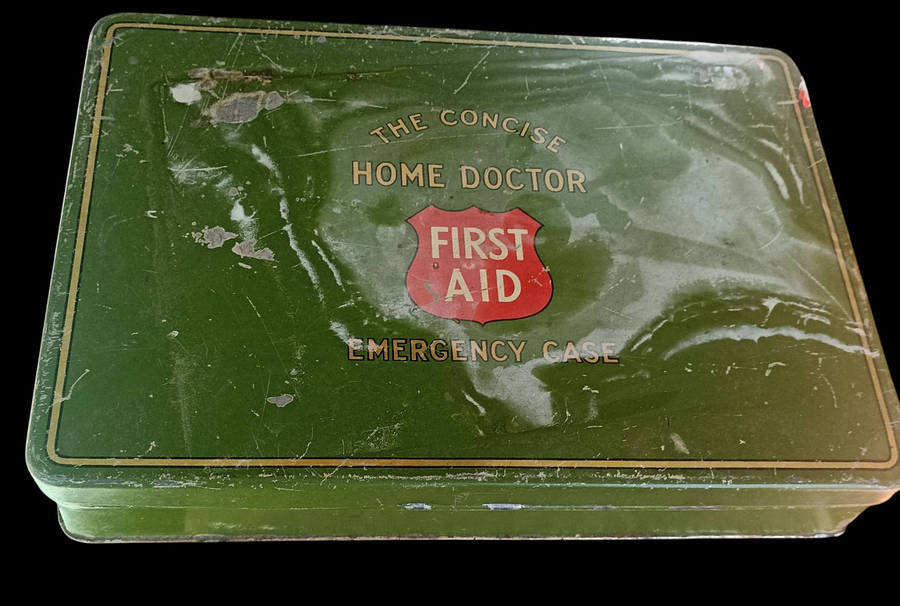 THE CONCISE
HOME DOCTOR
FIRST
AID
EMERGENCY CASE